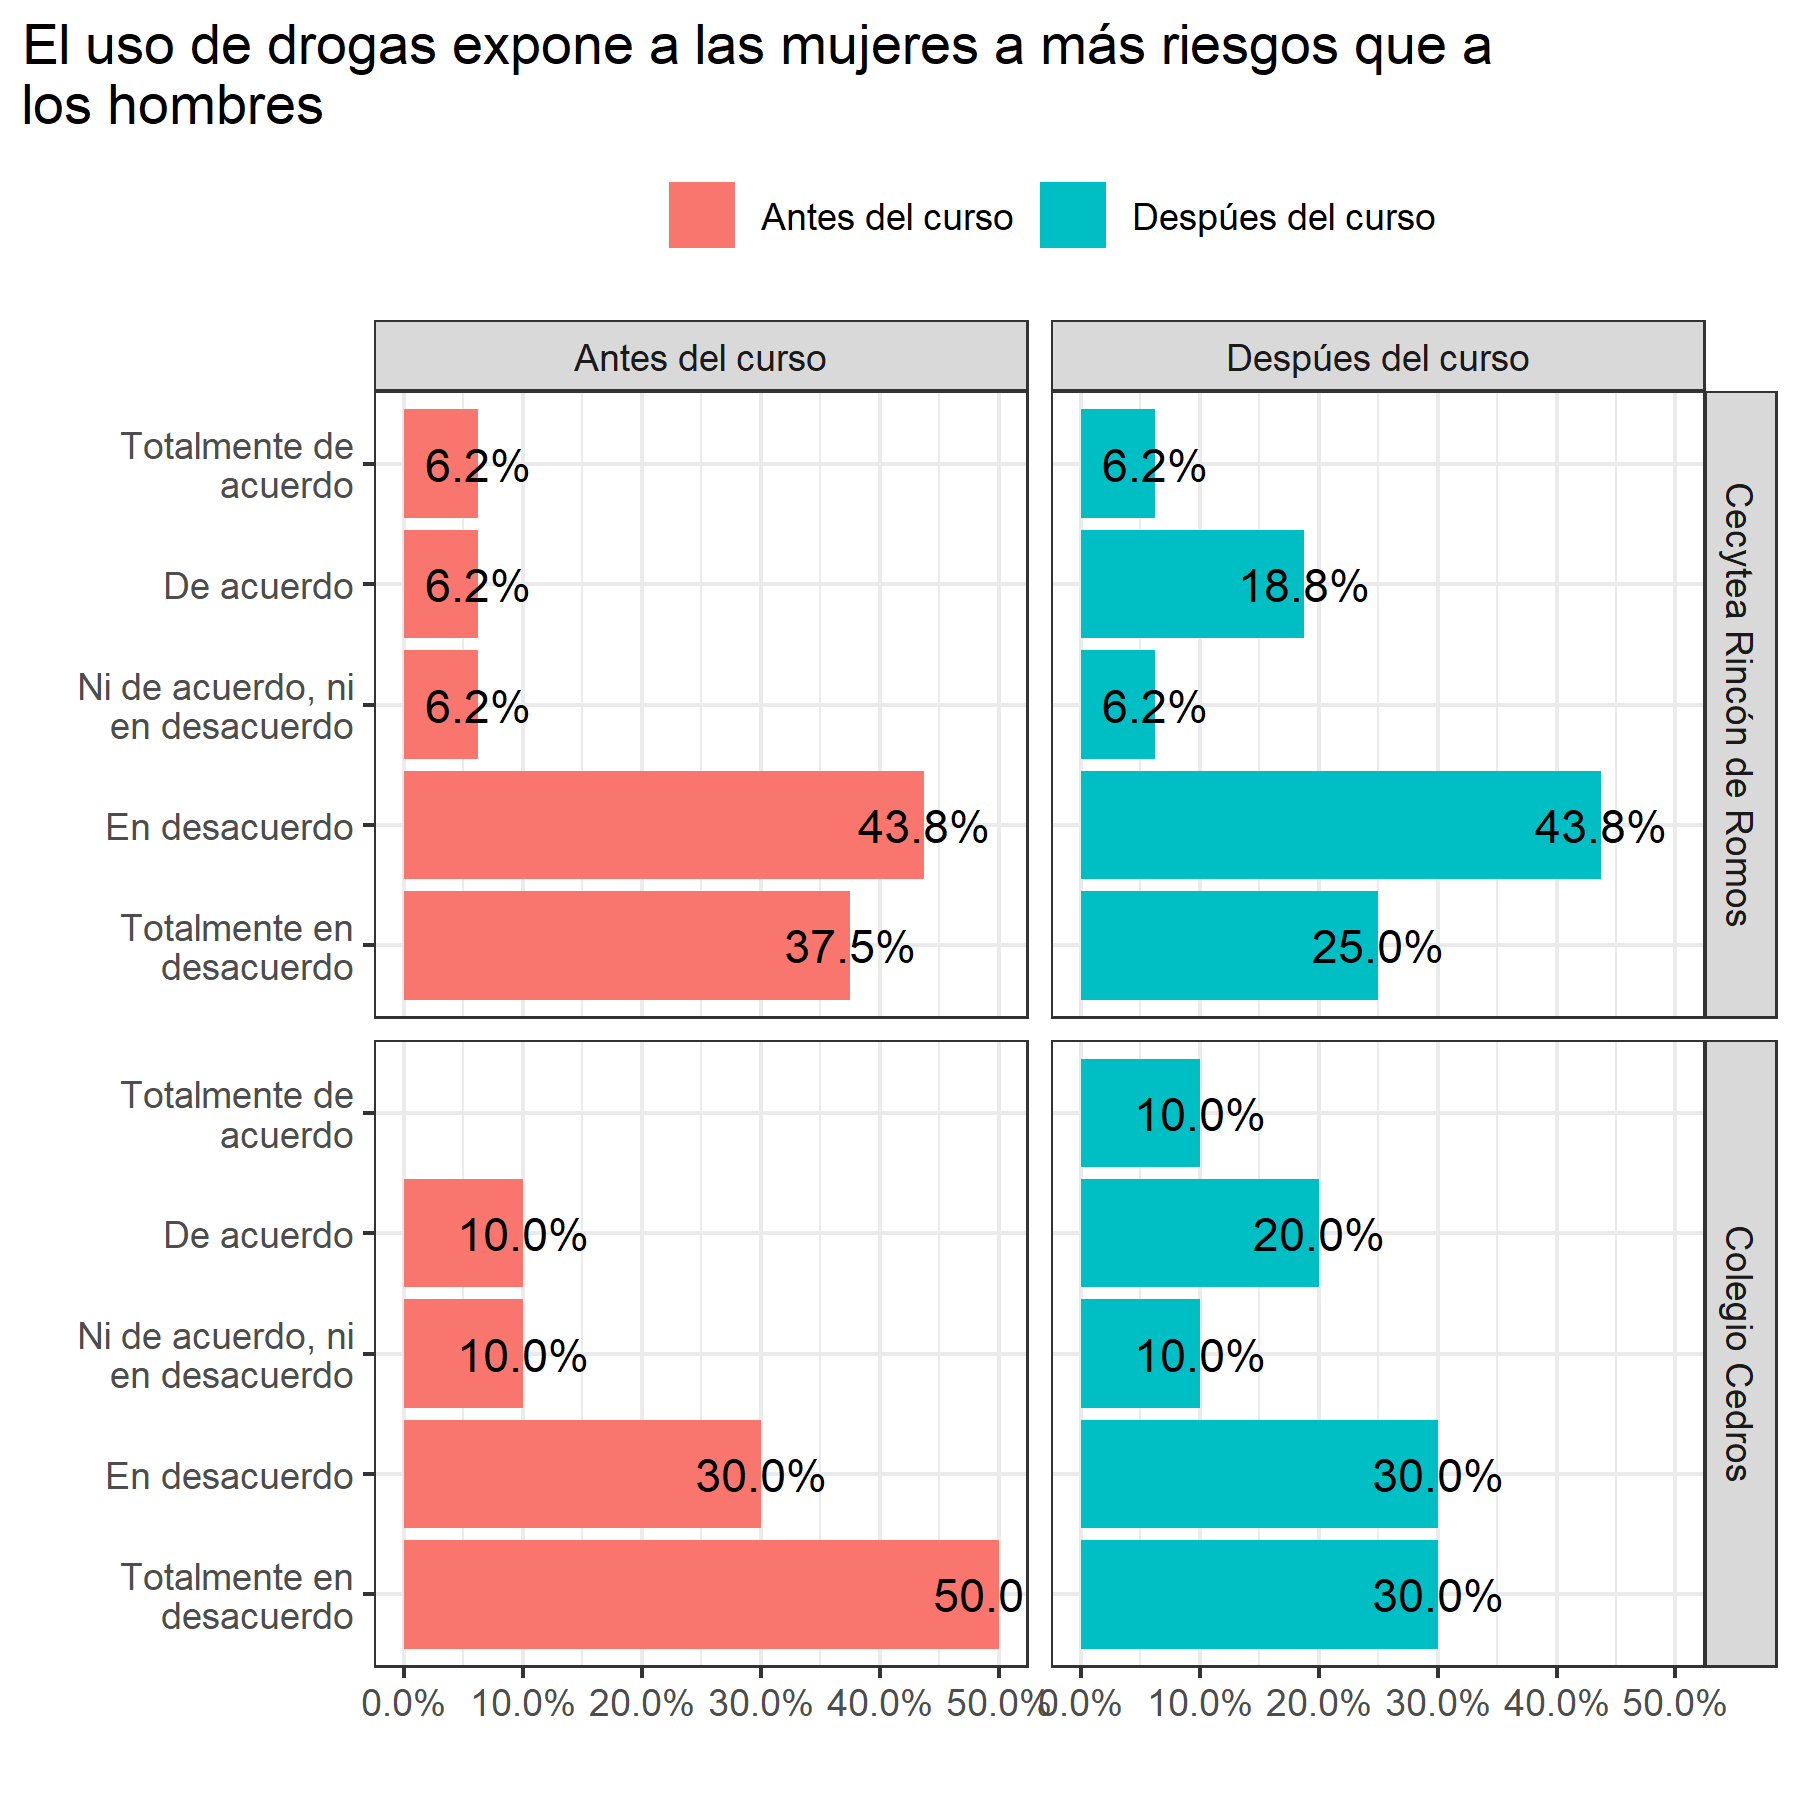 El uso de drogas expone a las mujeres a más riesgos que a
los hombres
Antes del curso
Despúes del curso
Antes del curso
Despúes del curso
Totalmente de
acuerdo
6.2%
6.2%
De acuerdo
6.2%
18.8%
Ni de acuerdo, ni
en desacuerdo
6.2%
6.2%
En desacuerdo
43.8%
43.8%
Totalmente en
desacuerdo
37.5%
25.0%
Cecytea Rincón de Romos
Totalmente de
acuerdo
10.0%
De acuerdo
10.0%
20.0%
Ni de acuerdo, ni
en desacuerdo
10.0%
10.0%
En desacuerdo
30.0%
30.0%
Totalmente en
desacuerdo
50.0
30.0%
Colegio Cedros
0.0% 10.0% 20.0% 30.0% 40.0% 50.0%
0.0% 10.0% 20.0% 30.0% 40.0% 50.0%